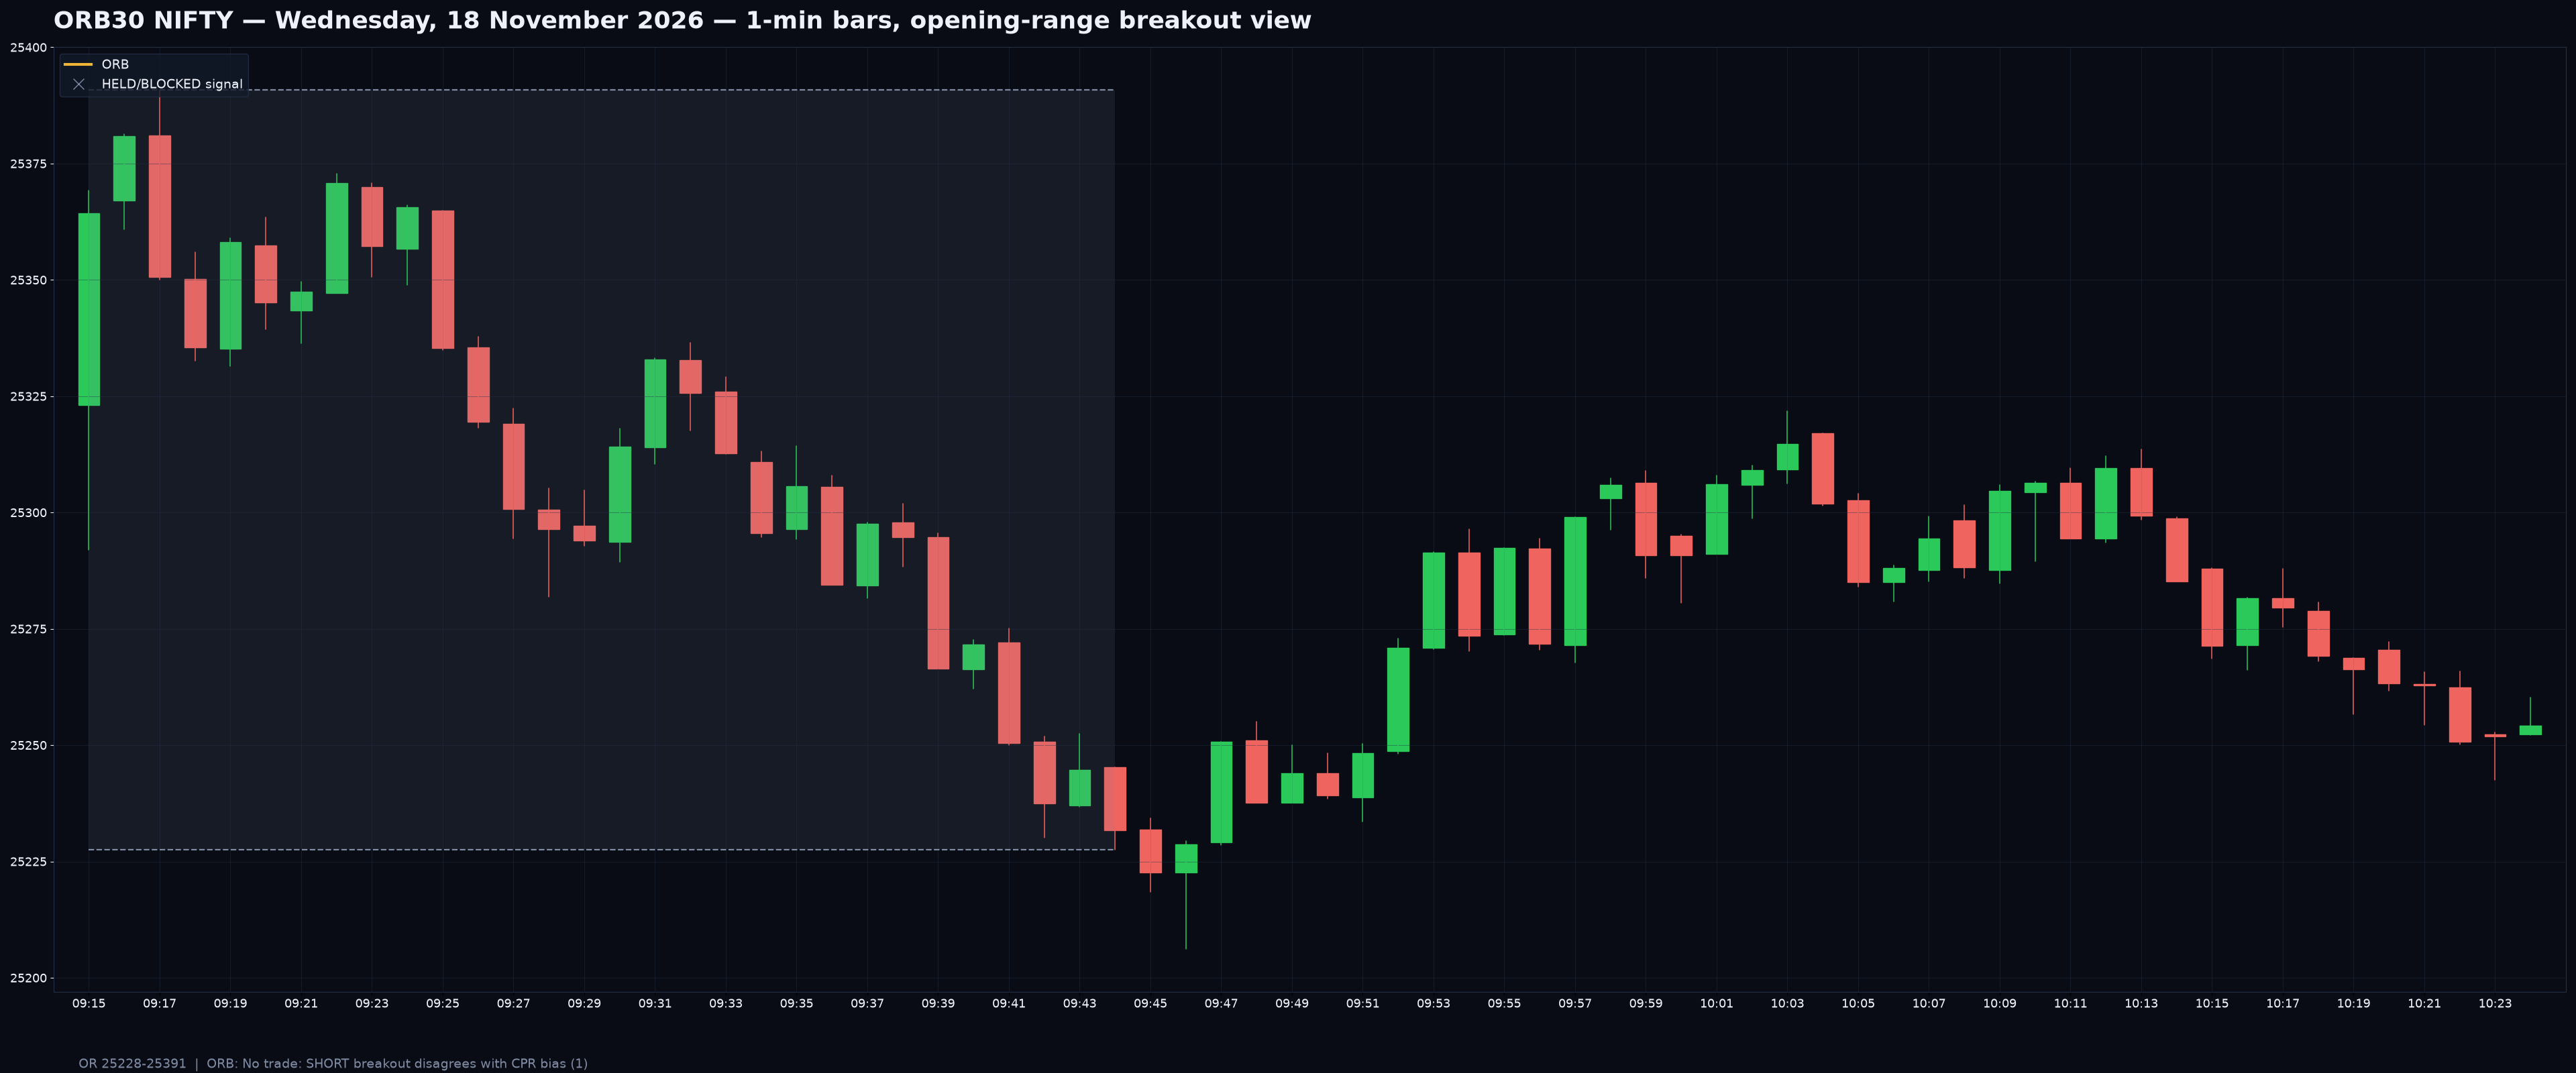 ORB30 NIFTY — Wednesday, 18 November 2026 — 1-min bars, opening-range breakout view
ORB
HELD/BLOCKED signal
25400
25375
25350
25325
25300
25275
25250
25225
25200
09:15 09:17 09:19 09:21 09:23 09:25 09:27 09:29 09:31 09:33 09:35 09:37 09:39 09:41 09:43 09:45 09:47 09:49 09:51 09:53 09:55 09:57 09:59 10:01 10:03 10:05 10:07 10:09 10:11 10:13 10:15 10:17 10:19 10:21 10:23
OR 25228-25391 | ORB: No trade: SHORT breakout disagrees with CPR bias (1)